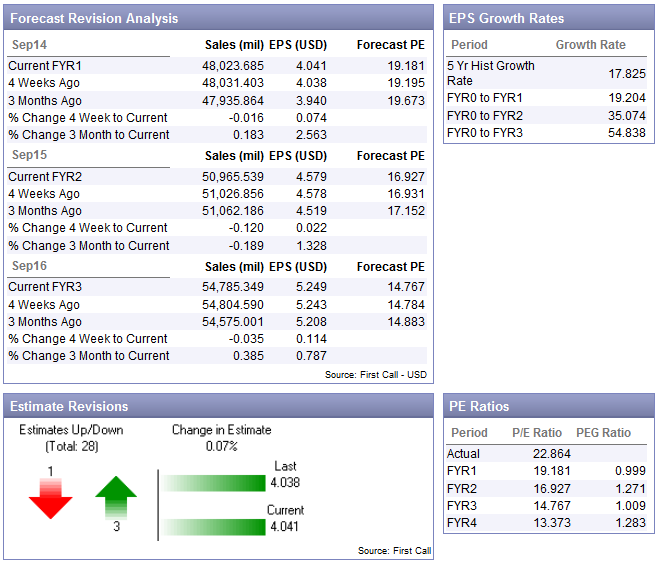 Forecast Revision Analysis
Sep14 Sales (mil) EPS (USD) Forecast PE
Current FYR1 48,023.685 4.041 19.181
4 Weeks Ago 48,031.403 4.038 19.195
3 Months Ago 47,935.864 3.940 19.673
% Change 4 Week to Current -0.016 0.074
% Change 3 Month to Current 0.183 2.563
Sep15 Sales (mil) EPS (USD) Forecast PE
Current FYR2 50,965.539 4.579 16.927
4 Weeks Ago 51,026.856 4.578 16.931
3 Months Ago 51,062.186 4.519 17.152
% Change 4 Week to Current -0.120 0.022
% Change 3 Month to Current -0.189 1.328
Sep16 Sales (mil) EPS (USD) Forecast PE
Current FYR3 54,785.349 5.249 14.767
4 Weeks Ago 54,804.590 5.243 14.784
3 Months Ago 54,575.001 5.208 14.883
% Change 4 Week to Current -0.035 0.114
% Change 3 Month to Current 0.385 0.787
Source: First Call - USD
EPS Growth Rates
Period Growth Rate
5 Yr Hist Growth
Rate 17.825
FYR0 to FYR1 19.204
FYR0 to FYR2 35.074
FYR0 to FYR3 54.838
Estimate Revisions
Estimates Up/Down
(Total: 28)
1
3
Change in Estimate
0.07%
Last
4.038
Current
4.041
Source: First Call
PE Ratios
Period P/E Ratio PEG Ratio
Actual 22.864
FYR1 19.181 0.999
FYR2 16.927 1.271
FYR3 14.767 1.009
FYR4 13.373 1.283